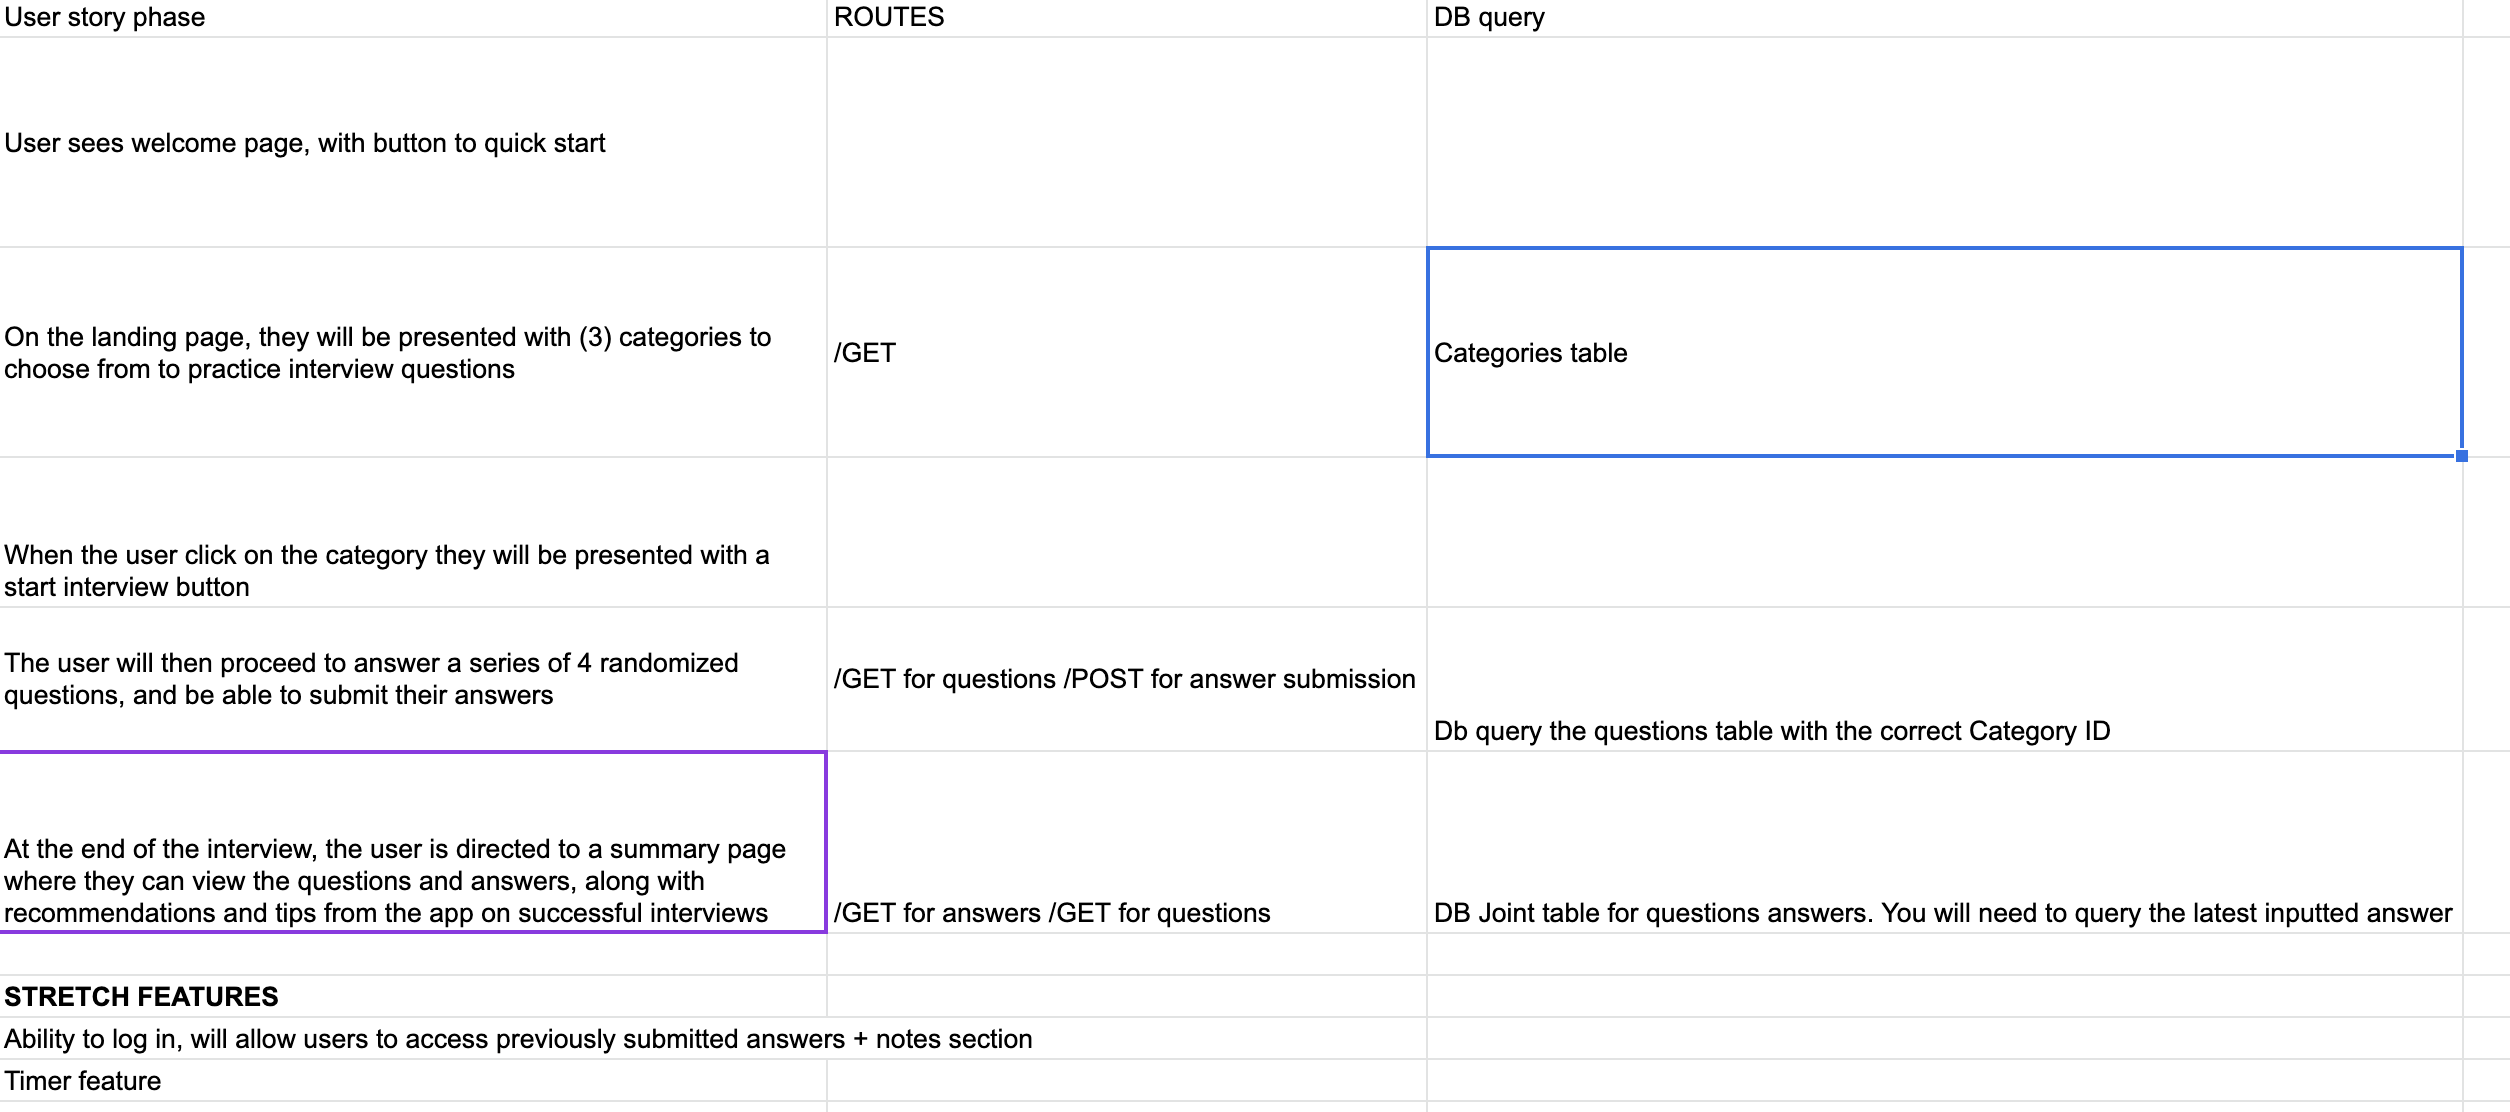 User story phase
ROUTES
DB query
User sees welcome page, with button to quick start
On the landing page, they will be presented with (3) categories to
choose from to practice interview questions
/GET
Categories table
When the user click on the category they will be presented with a
start interview button
The user will then proceed to answer a series of 4 randomized
questions, and be able to submit their answers
/GET for questions /POST for answer submission
Db query the questions table with the correct Category ID
At the end of the interview, the user is directed to a summary page
where they can view the questions and answers, along with
recommendations and tips from the app on successful interviews
/GET for answers /GET for questions
DB Joint table for questions answers. You will need to query the latest inputted answer
STRETCH FEATURES
Ability to log in, will allow users to access previously submitted answers + notes section
Timer feature